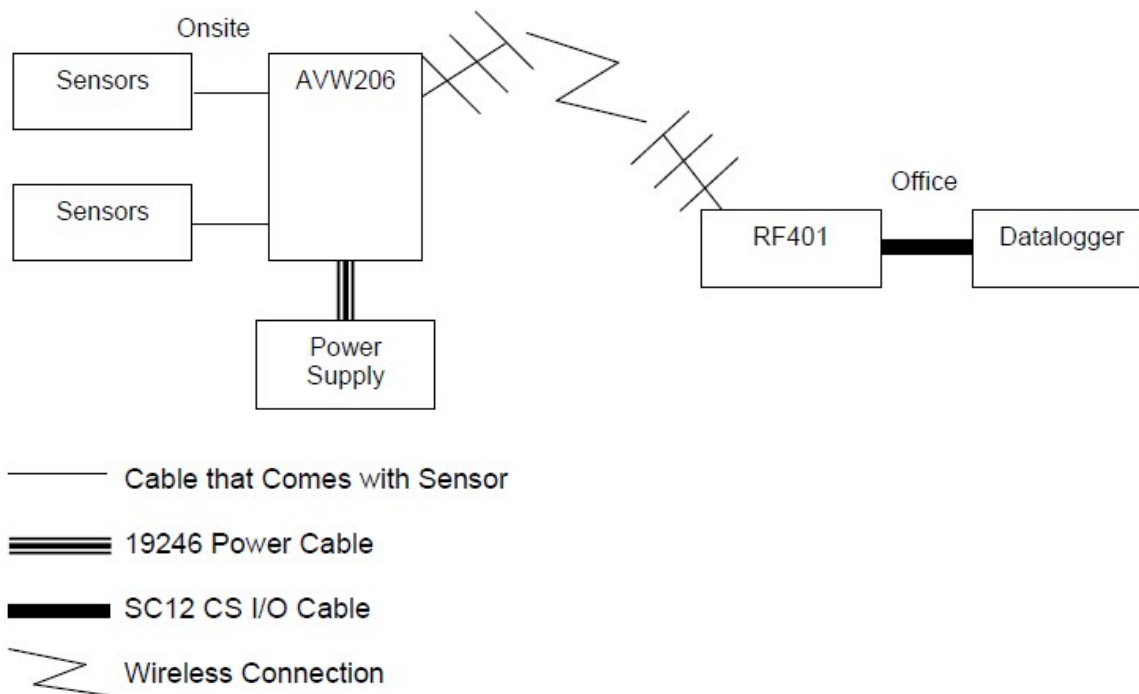 Onsite
Sensors
AVW206
Sensors
Office
RF401
Datalogger
Power
Supply
Cable that Comes with Sensor
19246 Power Cable
SC12 CS I/O Cable
Wireless Connection